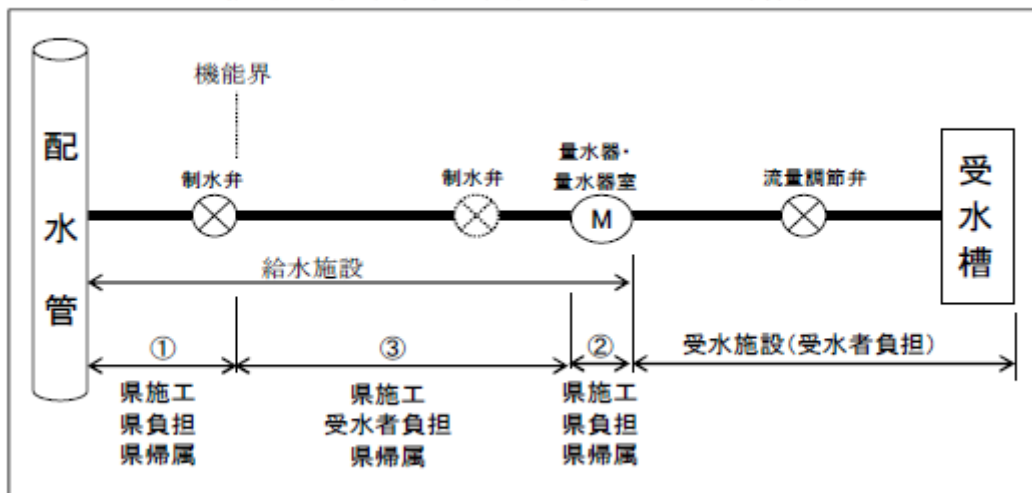 機能界
配水管
制水弁
制水弁
量水器・
量水器室
M
流量調節弁
受水槽
給水施設
①
③
②
受水施設(受水者負担)
県施工
県負担
県帰属
県施工
受水者負担
県帰属
県施工
県負担
県帰属